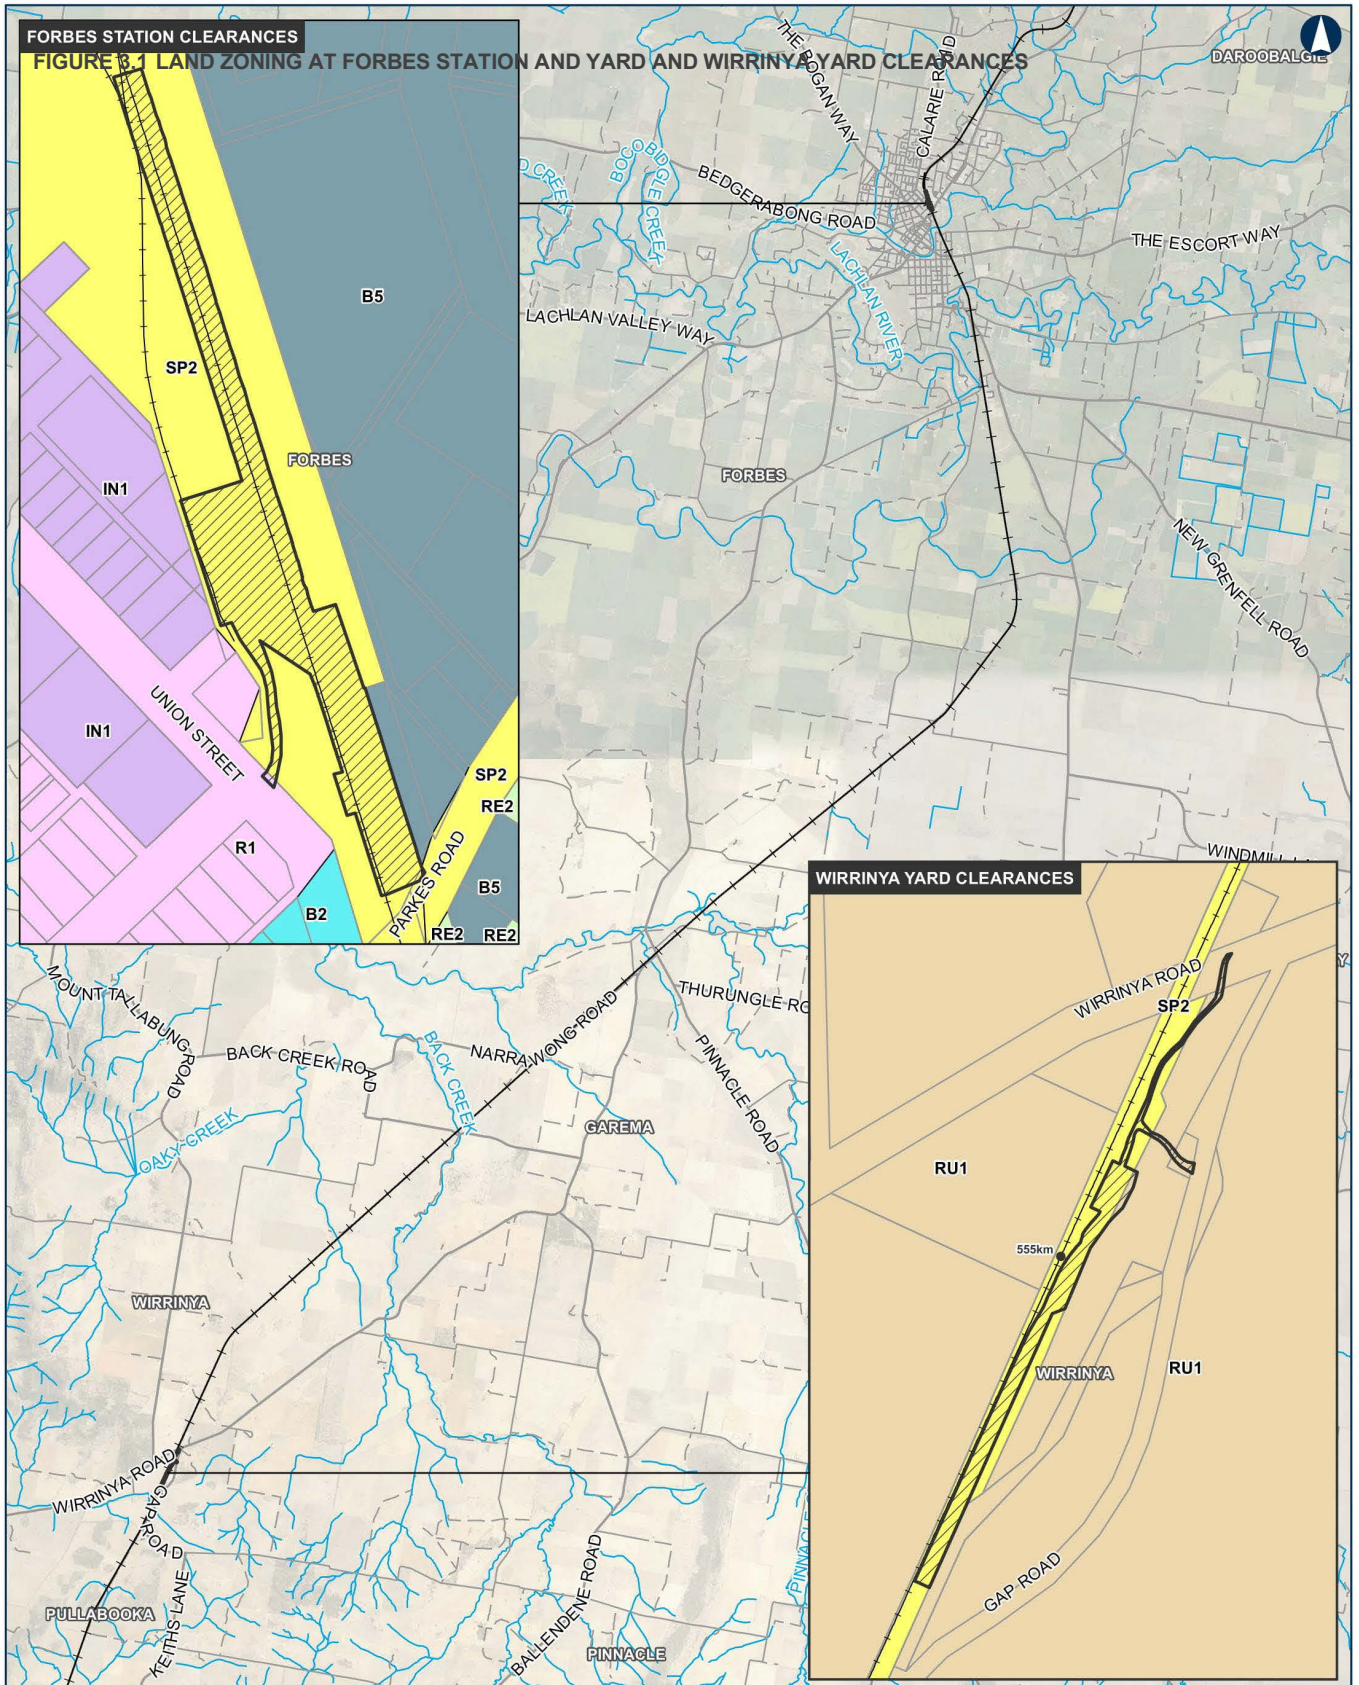 FORBES STATION CLEARANCES
FIGURE 3.1 LAND ZONING AT FORBES STATION AND YARD AND WIRRINYA YARD CLEARANCES
DAROOBALGIE
THE BOGAN WAY
CALARIE ROAD
BOCOBIDGLE CREEK
CREEK
BEDGERABONG ROAD
THE ESCORT WAY
LACHLAN RIVER
LACHLAN VALLEY WAY
FORBES
NEW GRENFELL ROAD
B5
SP2
FORBES
IN1
IN1
UNION STREET
SP2
RE2
R1
B5
PARKES ROAD
B2
RE2
RE2
WINDMILL
WIRRINYA YARD CLEARANCES
WIRRINYA ROAD
SP2
RU1
555km
WIRRINYA
RU1
GAP ROAD
MOUNT TALLABUNG ROAD
BACK CREEK ROAD
BACK CREEK
NARRAWONG ROAD
THURUNGLE RO
PINNACLE ROAD
OAKY CREEK
GAREMA
WIRRINYA
WIRRINYA ROAD
GAP ROAD
PULLABOOKA
KEITHS LANE
BALLENDENE ROAD
PINNACLE
PINNACLE